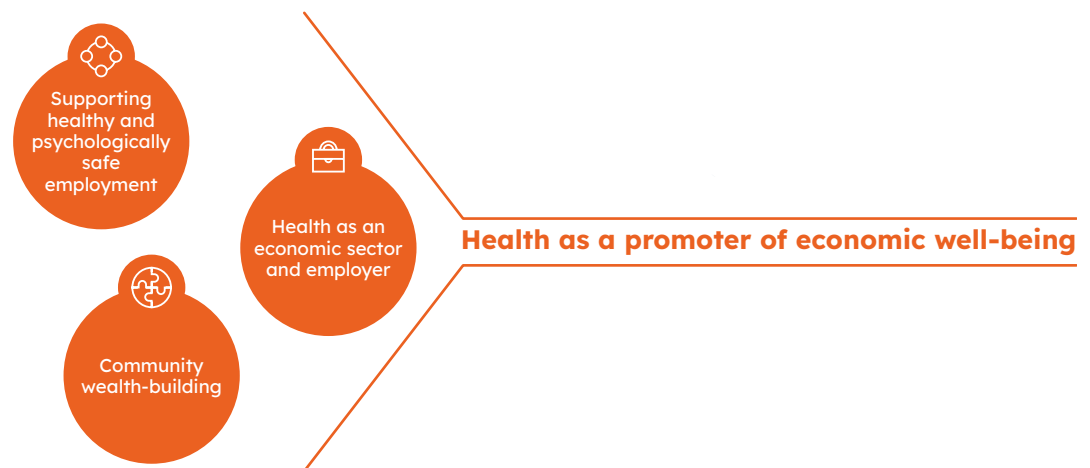 Supporting
healthy and
psychologically
safe
employment
Health as an
economic sector
and employer
Health as a promoter of economic well-being
Community
wealth-building